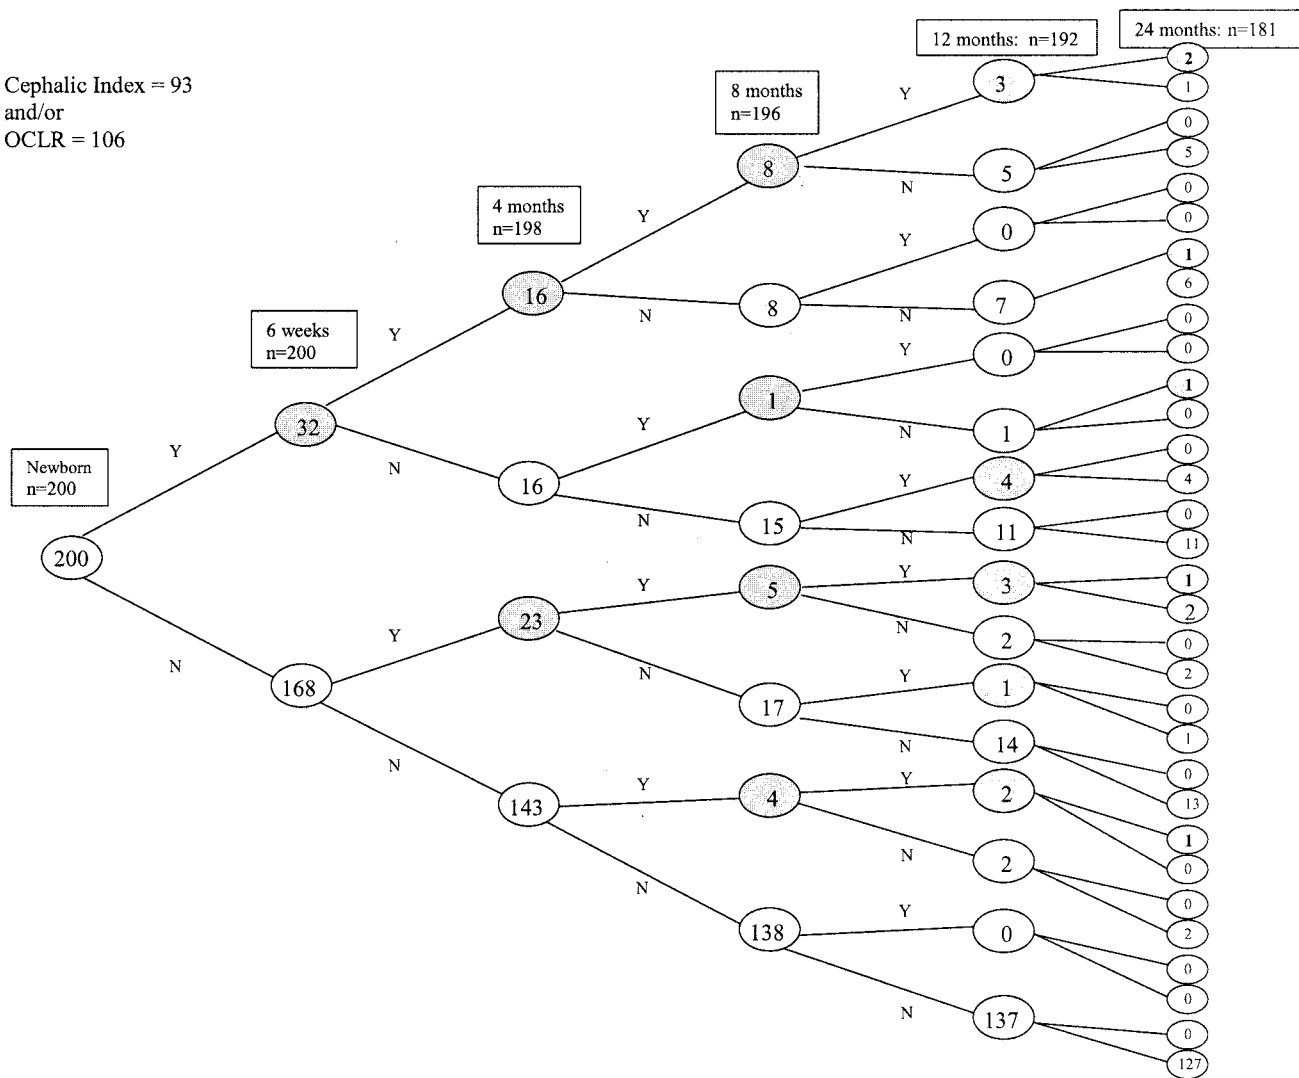 24 months: n=181
12 months: n=192
Cephalic Index = 93
and/or
OCLR = 106
8 months
n=196
4 months
n=198
6 weeks
n=200
Newborn
n=200
200
Y
N
32
168
Y
N
Y
N
16
16
23
143
Y
N
Y
N
Y
N
Y
N
8
8
1
15
5
17
4
138
Y
N
Y
N
Y
N
Y
N
Y
N
Y
N
Y
N
Y
N
3
5
0
7
0
1
4
11
3
2
1
14
2
2
0
137
2
1
0
5
0
0
1
6
0
0
1
0
0
4
0
11
1
2
0
2
0
1
0
13
1
0
0
2
0
0
0
127